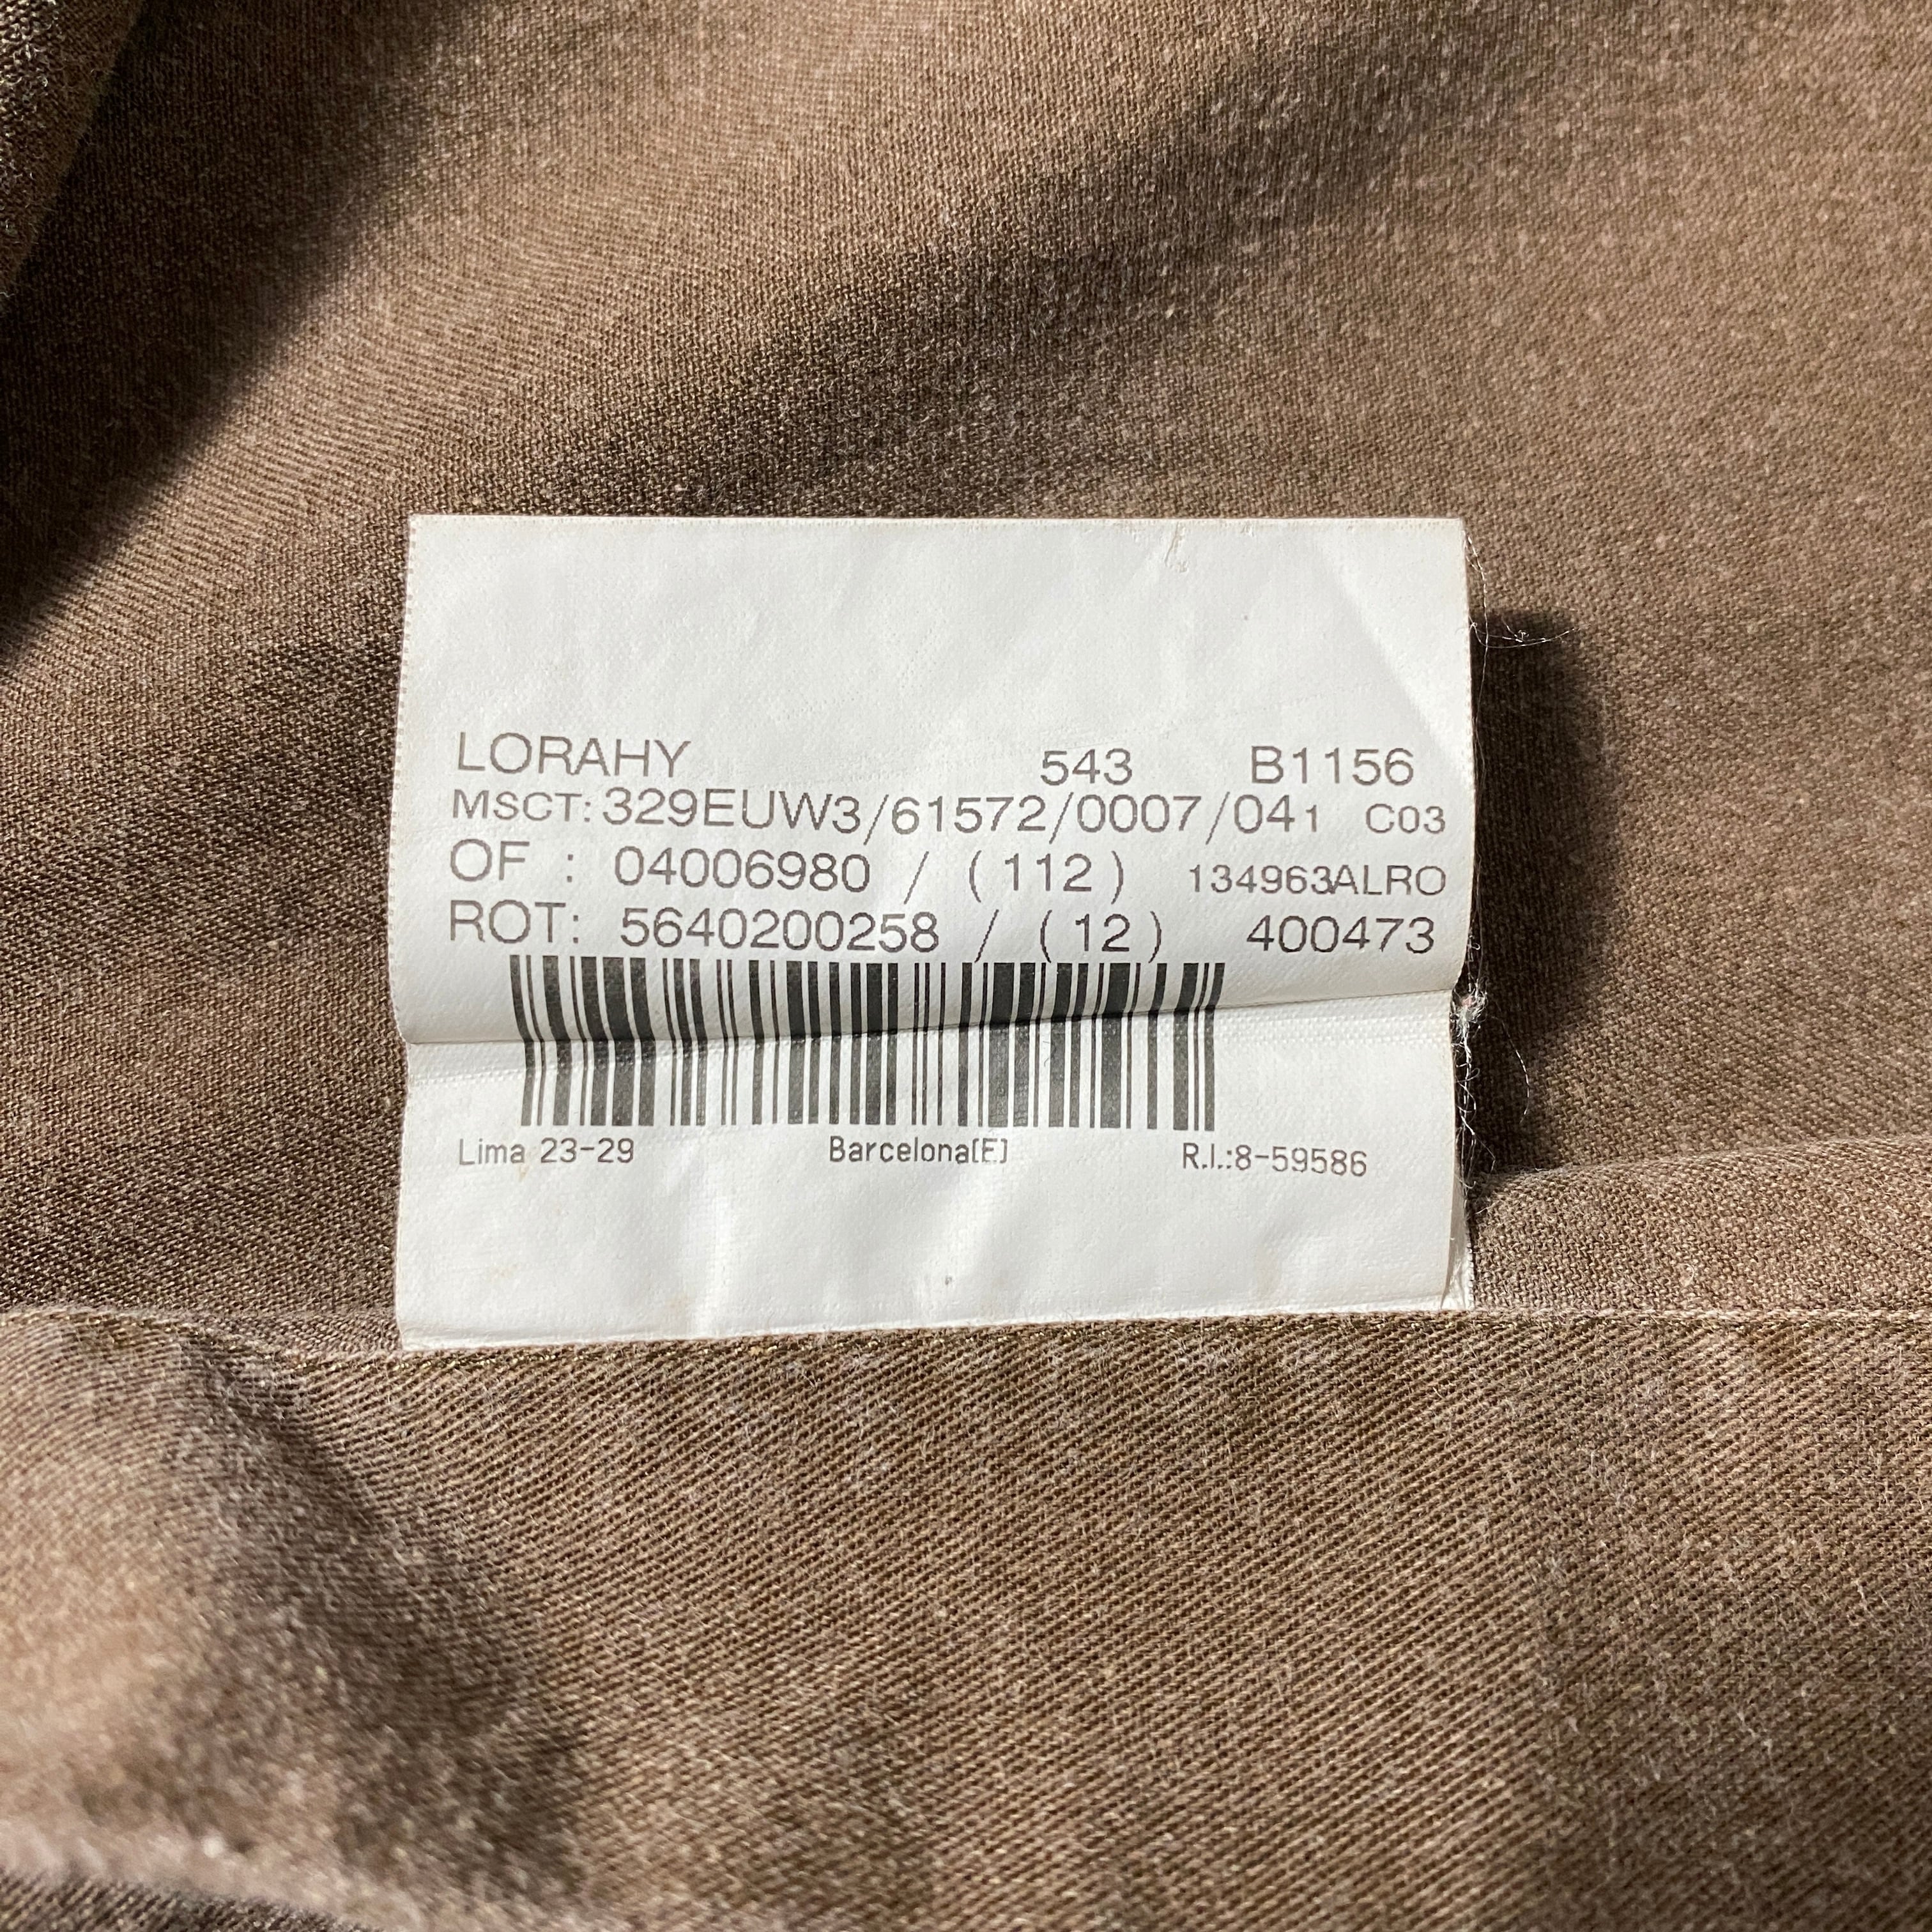 LORAHY 543 B1156
MSCT: 329EUW3/61572/0007/041 C03
OF : 04006980 / (112) 134963ALRO
ROT: 5640200258 / (12) 400473
Lima 23-29 Barcelona(E) R.I.:8-59586